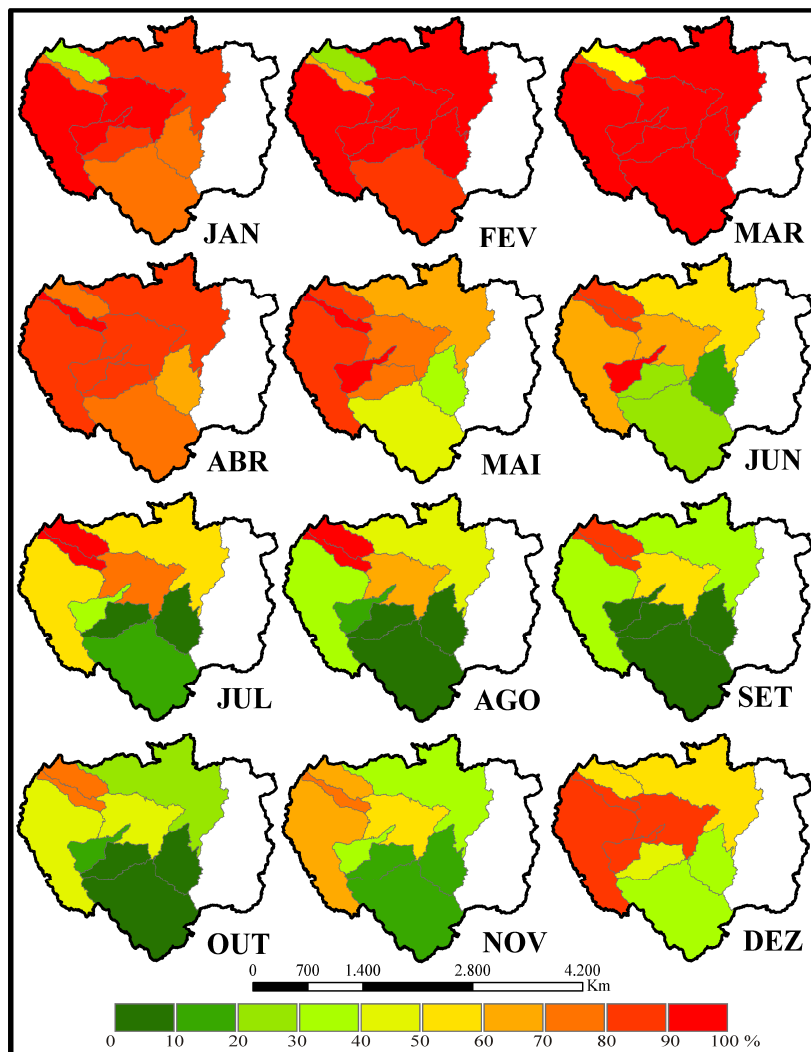 JAN FEV MAR
ABR MAI JUN
JUL AGO SET
OUT NOV DEZ
0 700 1.400 2.800 4.200
Km
0 10 20 30 40 50 60 70 80 90 100 %